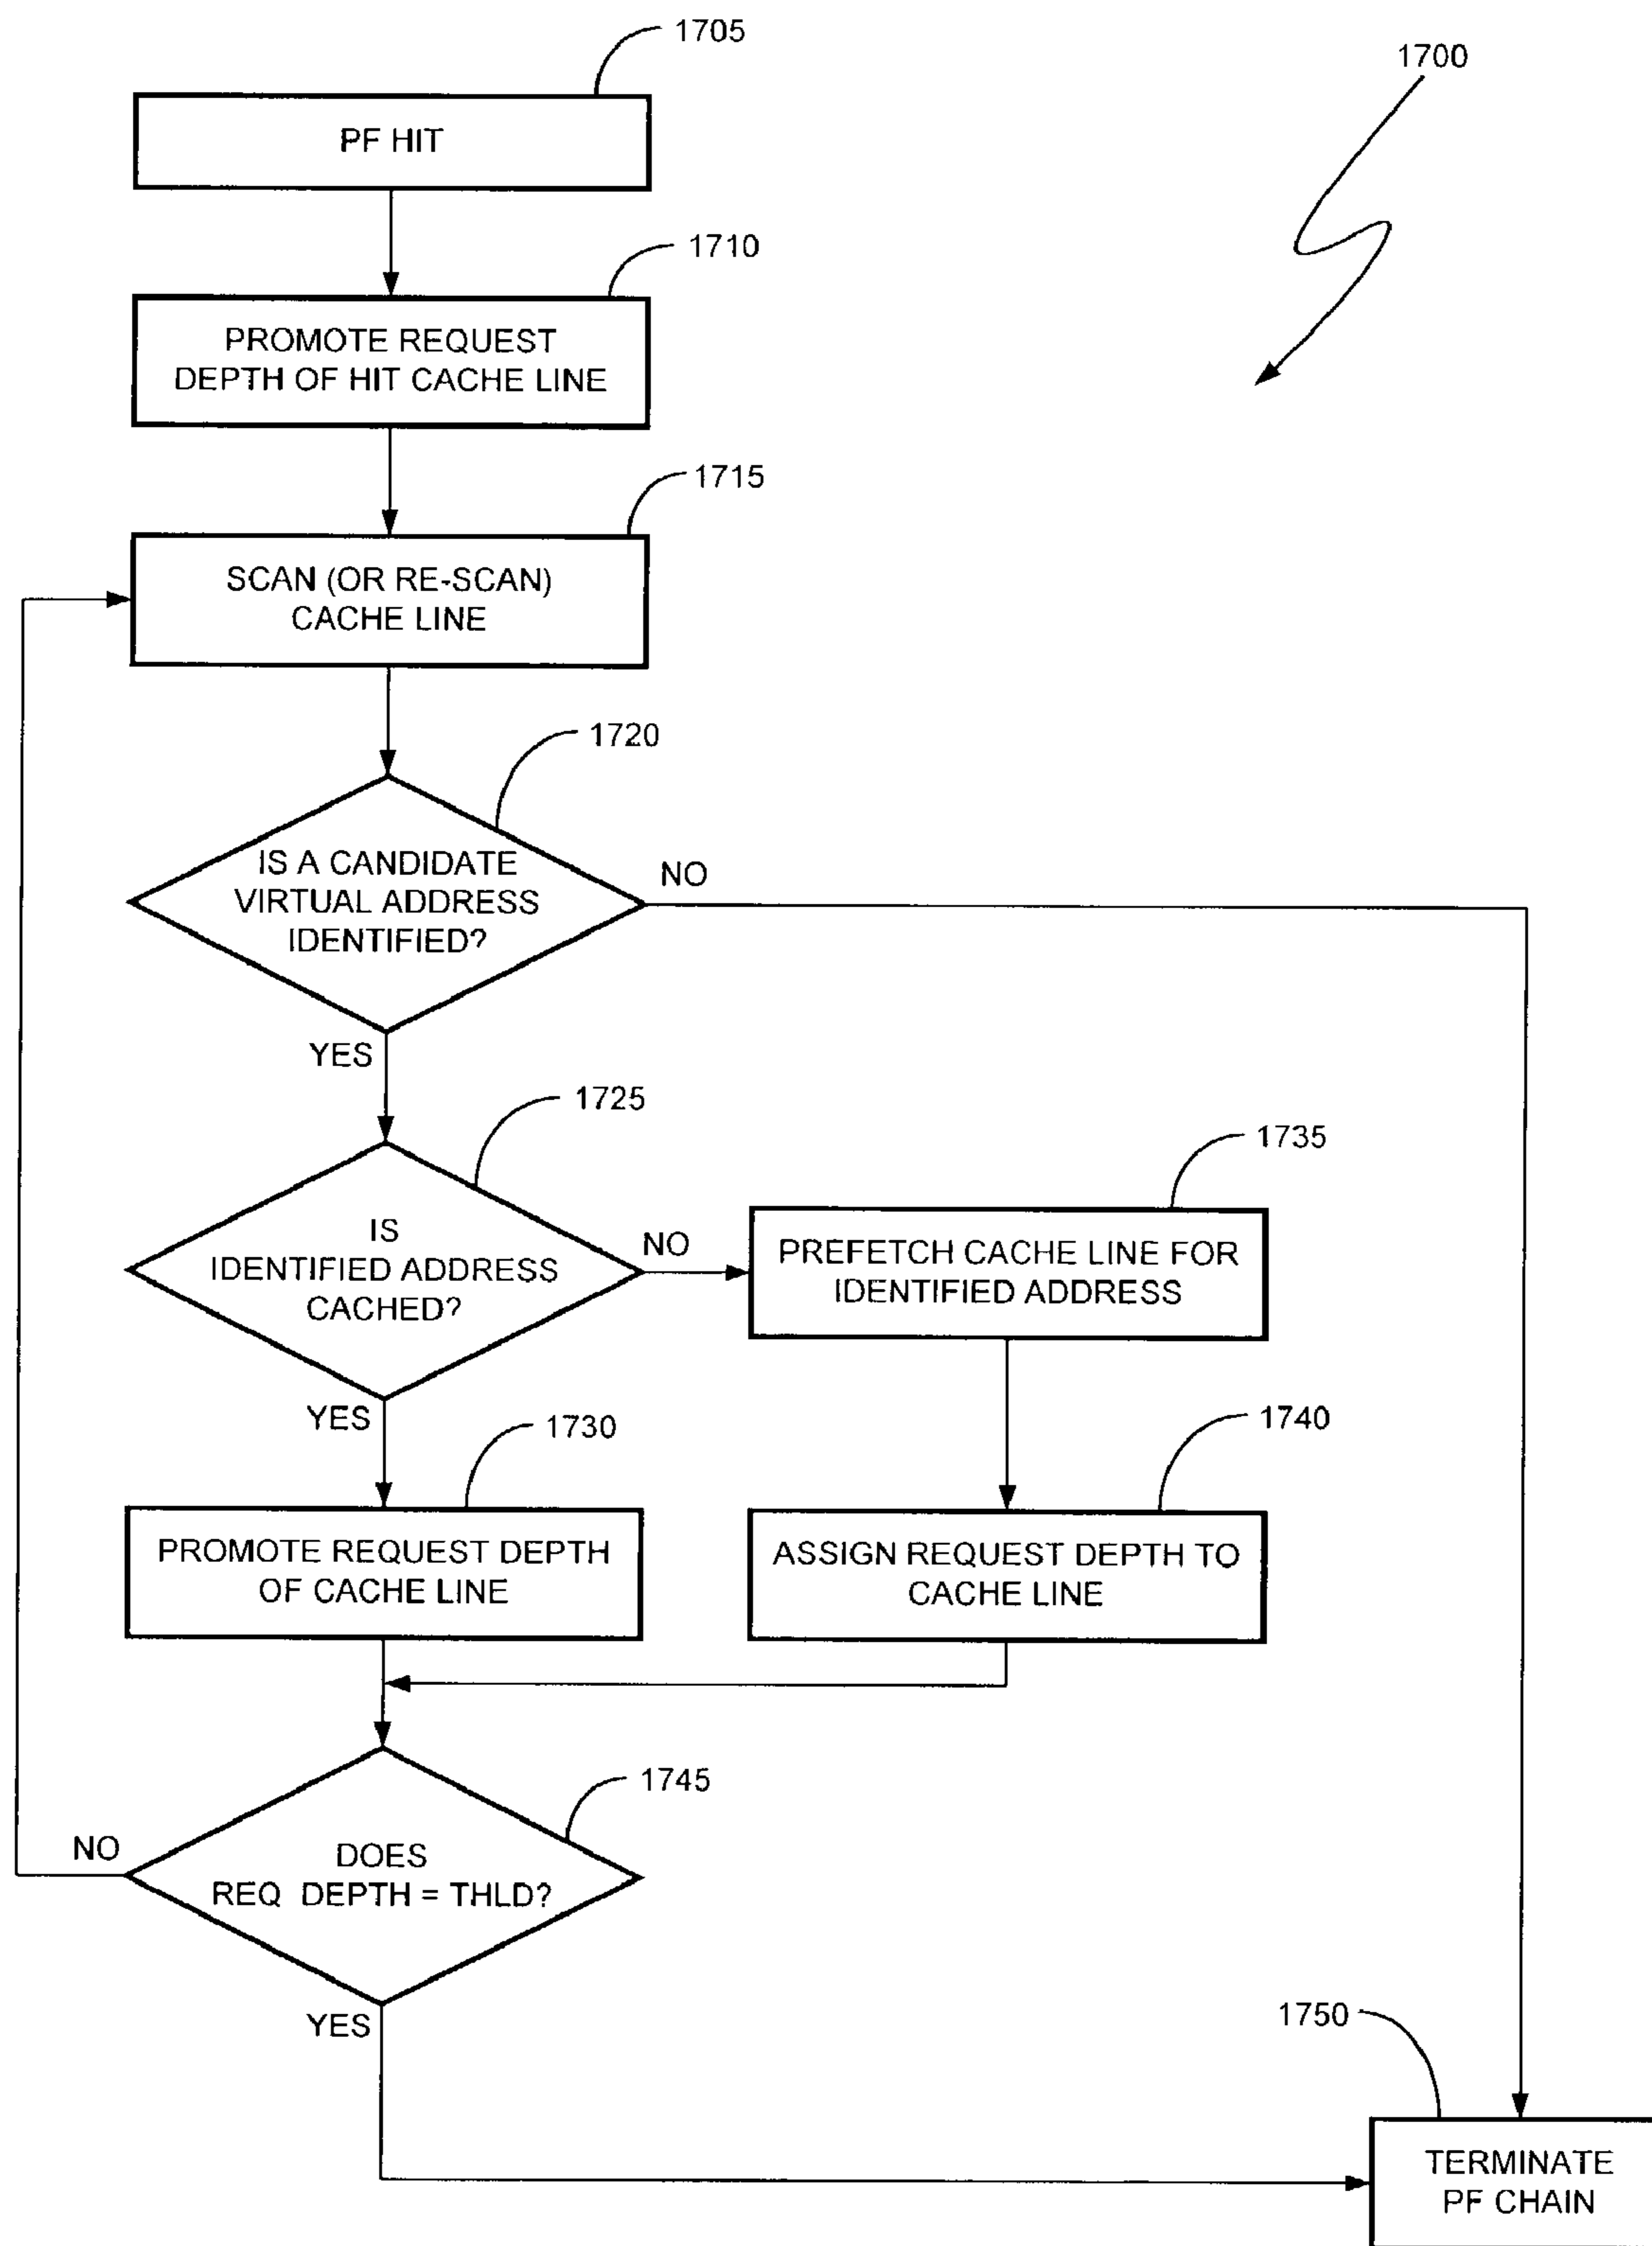 1705
1700
PF HIT
1710
PROMOTE REQUEST
DEPTH OF HIT CACHE LINE
1715
SCAN (OR RE-SCAN)
CACHE LINE
1720
IS A CANDIDATE
VIRTUAL ADDRESS
IDENTIFIED?
NO
YES
1725
1735
IS
IDENTIFIED ADDRESS
CACHED?
NO
PREFETCH CACHE LINE FOR
IDENTIFIED ADDRESS
YES
1730
1740
PROMOTE REQUEST DEPTH
OF CACHE LINE
ASSIGN REQUEST DEPTH TO
CACHE LINE
1745
NO
DOES
REQ DEPTH = THLD?
YES
1750
TERMINATE
PF CHAIN